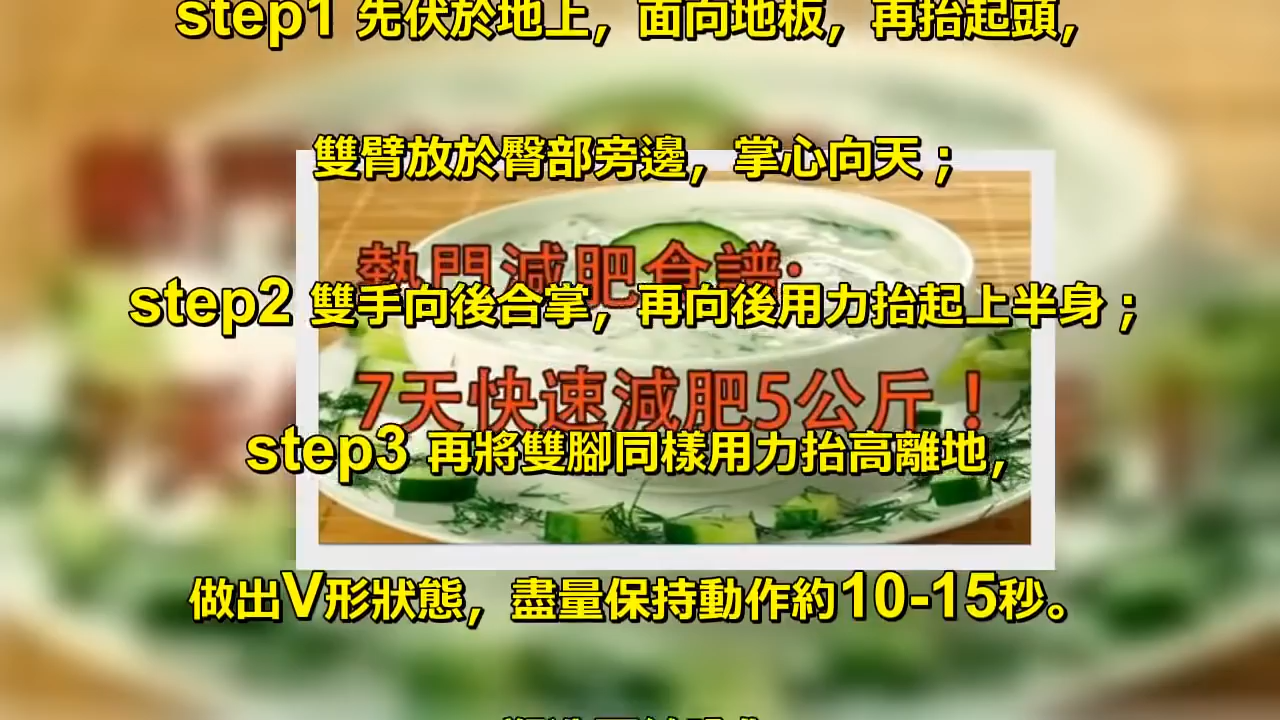 step1 先伏於地上，面向地板，再抬起頭，
雙臂放於臀部旁邊，掌心向天；
熱門減肥食譜：
step2 雙手向後合掌，再向後用力抬起上半身；
7天快速減肥5公斤！
step3 再將雙腳同樣用力抬高離地，
做出V形狀態，盡量保持動作約10-15秒。